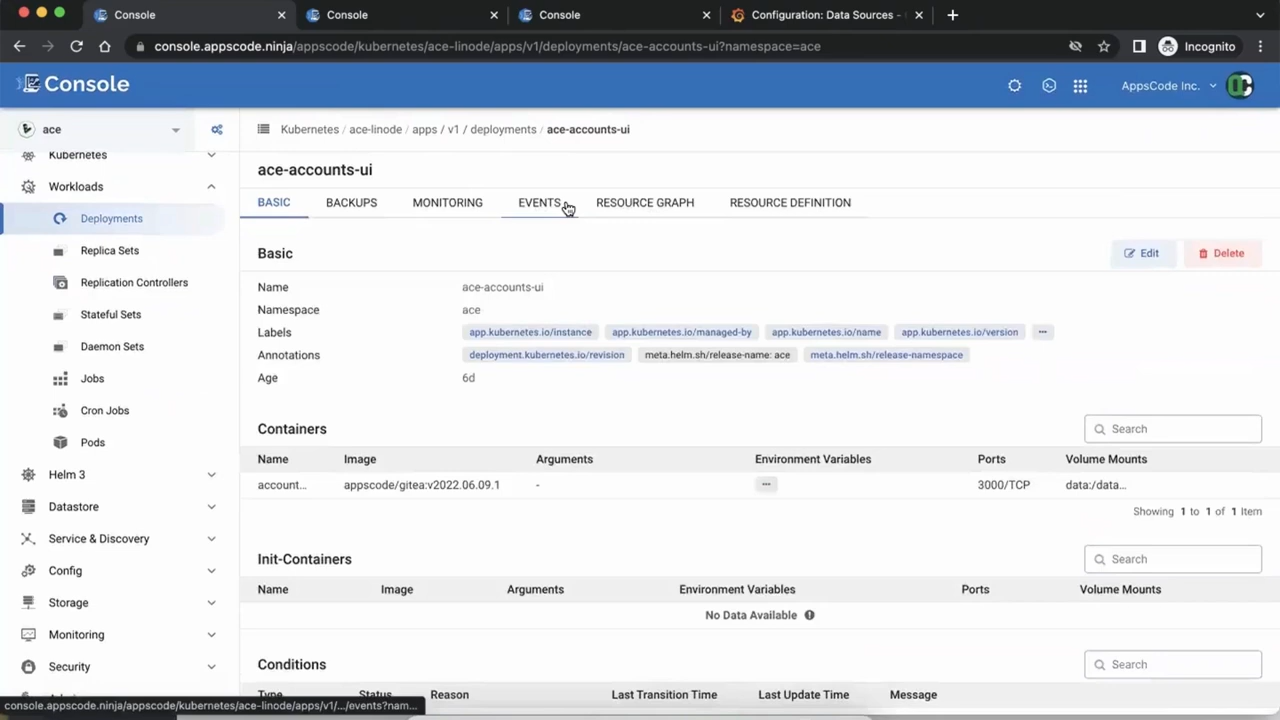 Console
Console
Console
Configuration: Data Sources -
console.appscode.ninja/appscode/kubernetes/ace-linode/apps/v1/deployments/ace-accounts-ui?namespace=ace
Incognito
Console
AppsCode Inc.
ace
Kubernetes / ace-linode / apps / v1 / deployments / ace-accounts-ui
Kubernetes
Workloads
Deployments
Replica Sets
Replication Controllers
Stateful Sets
Daemon Sets
Jobs
Cron Jobs
Pods
Helm 3
Datastore
Service & Discovery
Config
Storage
Monitoring
Security
ace-accounts-ui
BASIC BACKUPS MONITORING EVENTS RESOURCE GRAPH RESOURCE DEFINITION
Basic
Edit Delete
Name ace-accounts-ui
Namespace ace
Labels app.kubernetes.io/instance app.kubernetes.io/managed-by app.kubernetes.io/name app.kubernetes.io/version ...
Annotations deployment.kubernetes.io/revision meta.helm.sh/release-name: ace meta.helm.sh/release-namespace
Age 6d
Containers Search
Name Image Arguments Environment Variables Ports Volume Mounts
account... appscode/gitea:v2022.06.09.1 - ... 3000/TCP data:/data...
Showing 1 to 1 of 1 Item
Init-Containers Search
Name Image Arguments Environment Variables Ports Volume Mounts
No Data Available
Conditions Search
Type Status Reason Last Transition Time Last Update Time Message
console.appscode.ninja/appscode/kubernetes/ace-linode/apps/v1/.../events?nam...